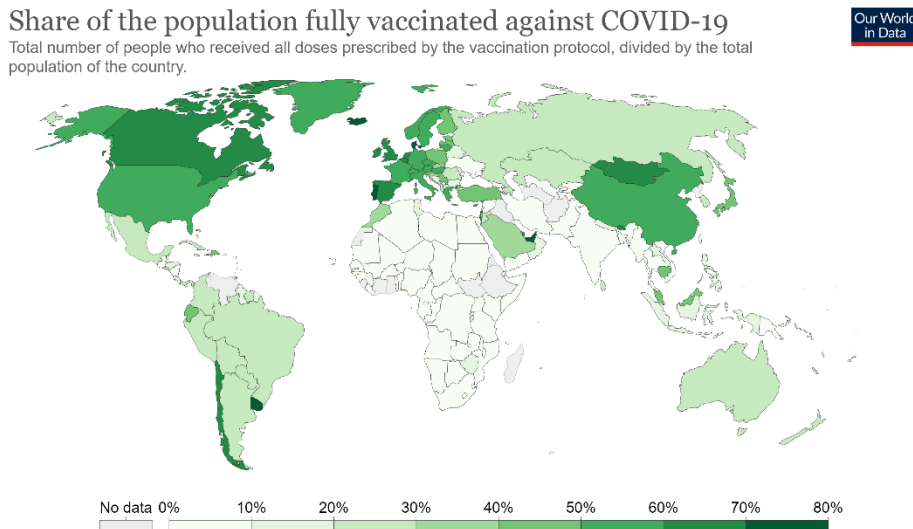 Share of the population fully vaccinated against COVID-19
Our World
in Data
Total number of people who received all doses prescribed by the vaccination protocol, divided by the total
population of the country.
No data 0% 10% 20% 30% 40% 50% 60% 70% 80%